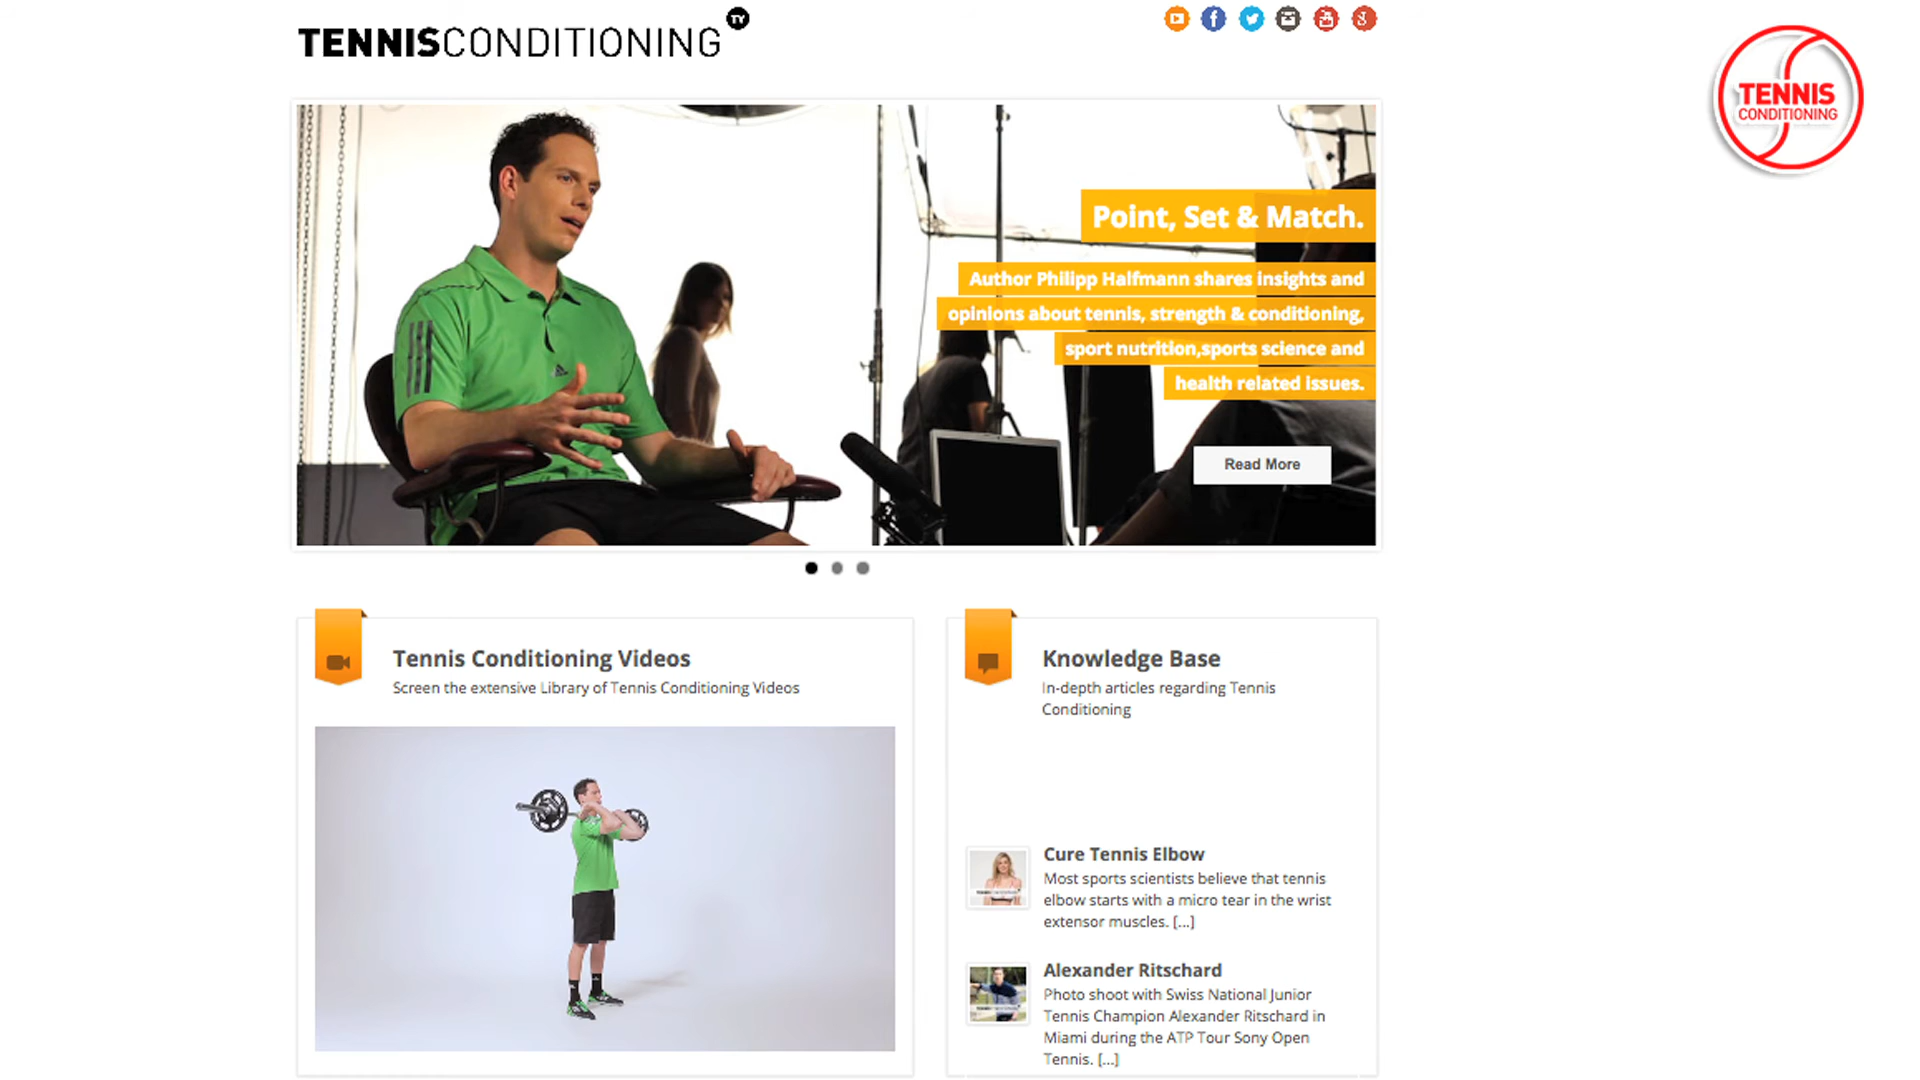 TENNISCONDITIONING TV
TENNIS
CONDITIONING
Point, Set & Match.
Author Philipp Halfmann shares insights and
opinions about tennis, strength & conditioning,
sport nutrition,sports science and
health related issues.
Read More
Tennis Conditioning Videos
Screen the extensive Library of Tennis Conditioning Videos
Knowledge Base
In-depth articles regarding Tennis
Conditioning
Cure Tennis Elbow
Most sports scientists believe that tennis
elbow starts with a micro tear in the wrist
extensor muscles. [...]
Alexander Ritschard
Photo shoot with Swiss National Junior
Tennis Champion Alexander Ritschard in
Miami during the ATP Tour Sony Open
Tennis. [...]